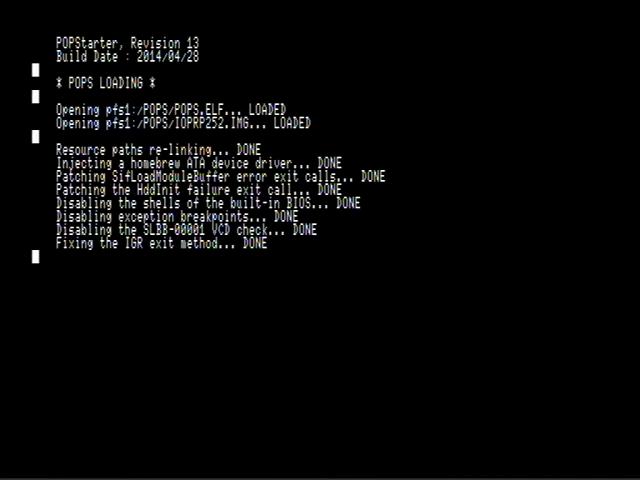 POPStarter, Revision 13
Build Date : 2014/04/28
* POPS LOADING *
Opening pfs1:/POPS/POPS.ELF... LOADED
Opening pfs1:/POPS/IOPRP252.IMG... LOADED
Resource paths re-linking... DONE
Injecting a homebrew ATA device driver... DONE
Patching SifLoadModuleBuffer error exit calls... DONE
Patching the HddInit failure exit call... DONE
Disabling the shells of the built-in BIOS... DONE
Disabling exception breakpoints... DONE
Disabling the SLBB-00001 VCD check... DONE
Fixing the IGR exit method... DONE